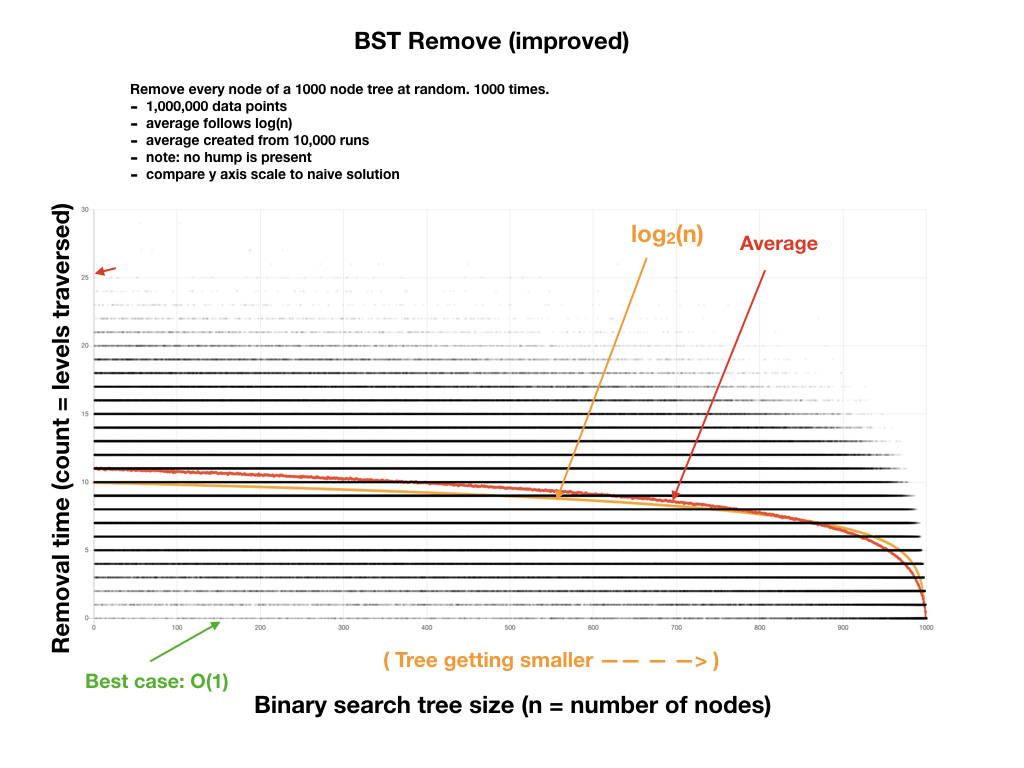 BST Remove (improved)
Remove every node of a 1000 node tree at random. 1000 times.
- 1,000,000 data points
- average follows log(n)
- average created from 10,000 runs
- note: no hump is present
- compare y axis scale to naive solution
Removal time (count = levels traversed)
30
25
20
15
10
5
0
log₂(n)
Average
0 100 200 300 400 500 600 700 800 900 1000
Best case: O(1)
( Tree getting smaller — — — —> )
Binary search tree size (n = number of nodes)